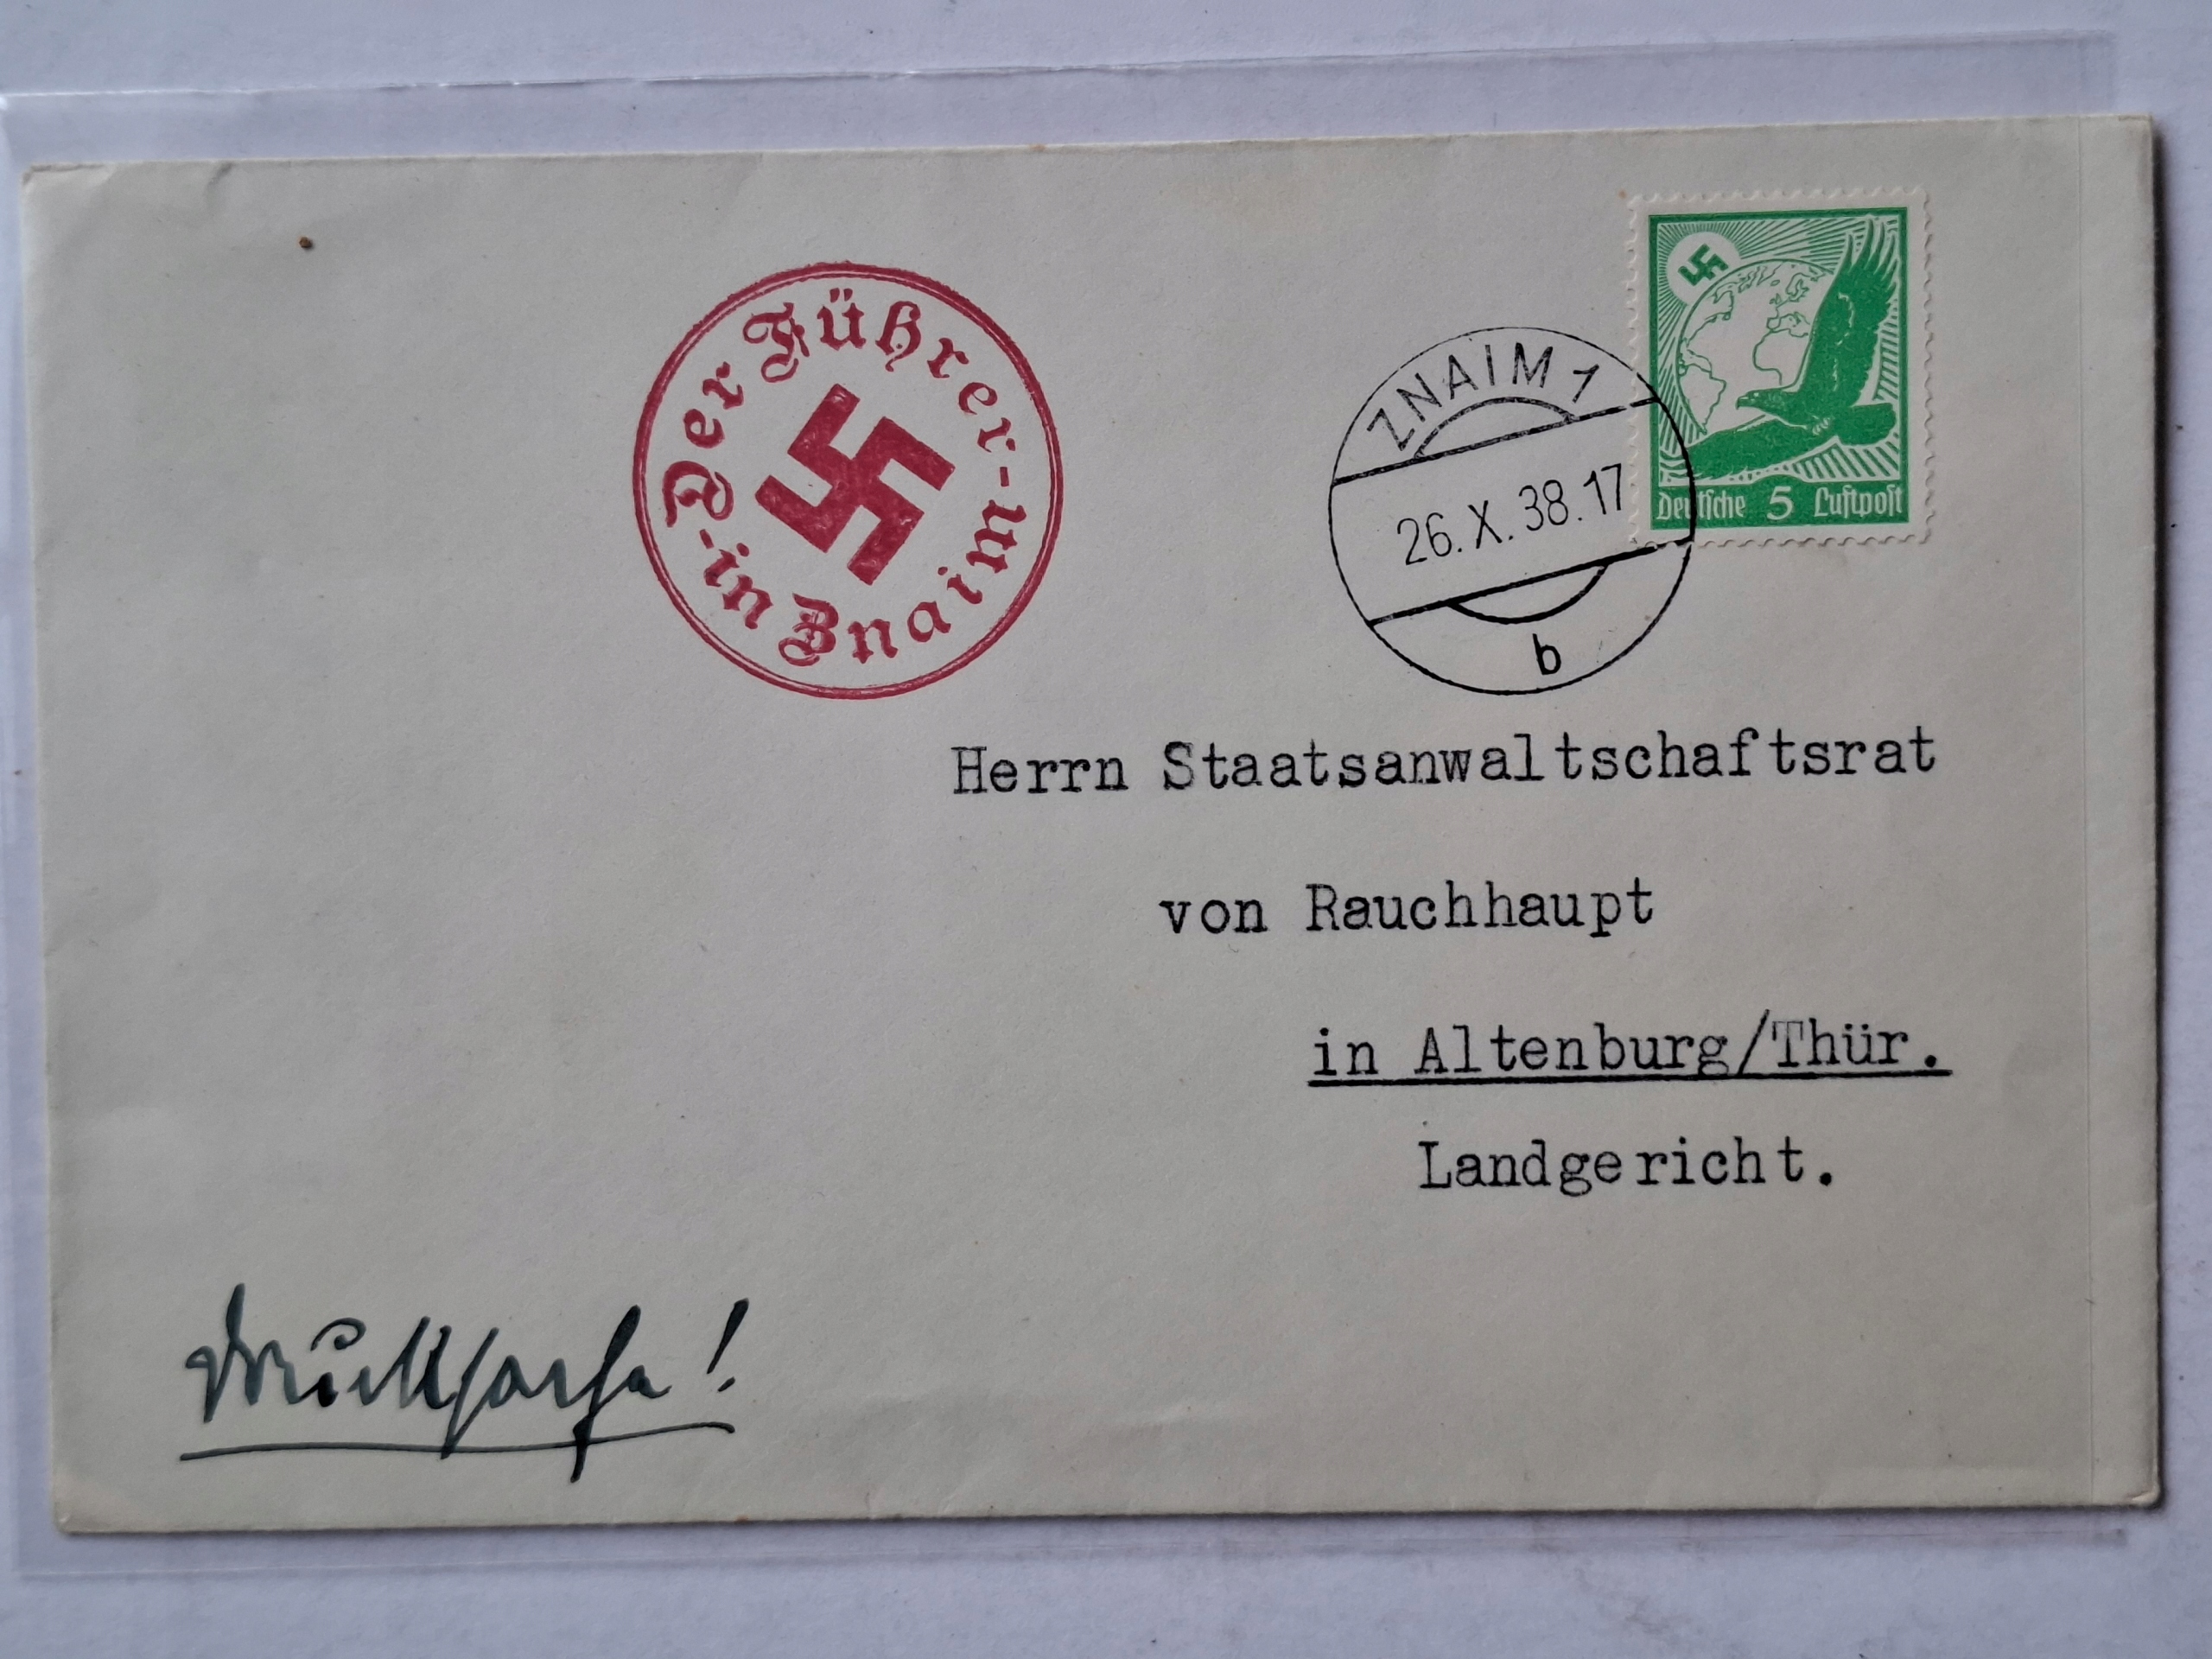 Der Führer
-in Znaim-
ZNAIM 1
26.X.38.17
b
Deutsche 5 Luftpost
Herrn Staatsanwaltschaftsrat
von Rauchhaupt
in Altenburg/Thür.
Landgericht.
Drucksache!